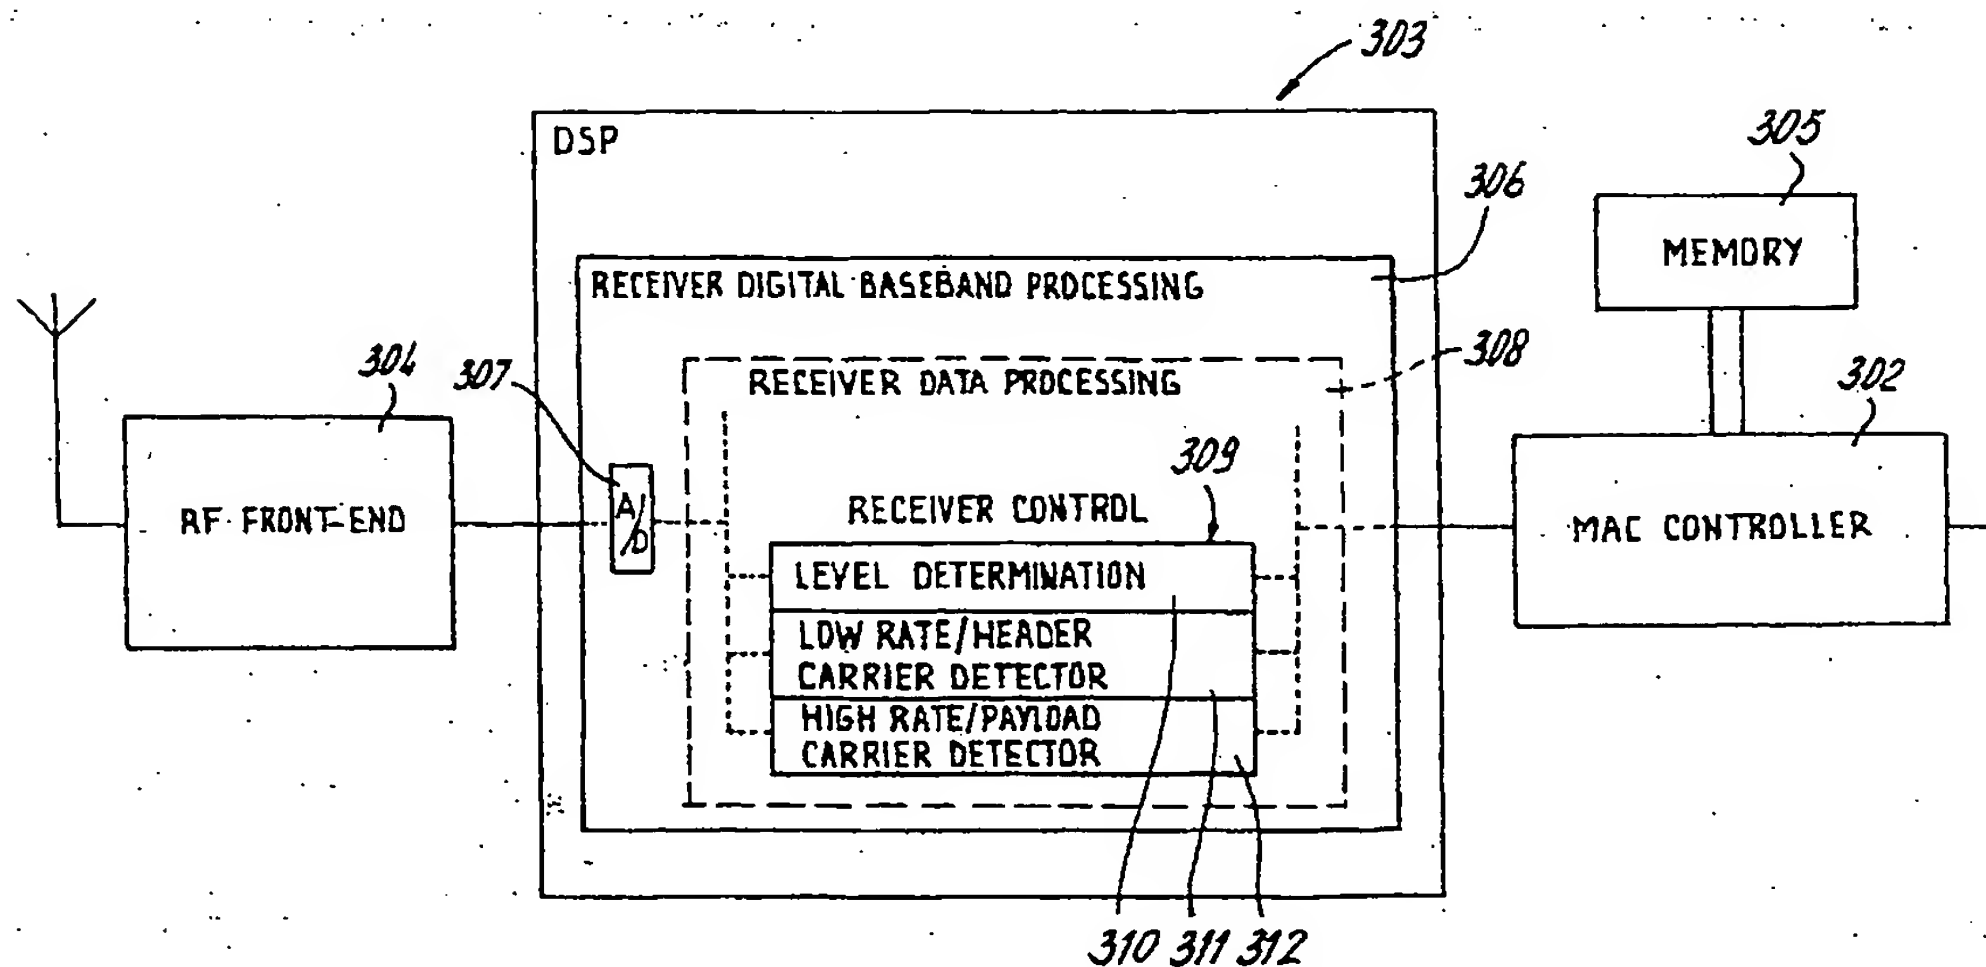 303
DSP
305
306
MEMORY
RECEIVER DIGITAL BASEBAND PROCESSING
304
307
308
RECEIVER DATA PROCESSING
302
309
RECEIVER CONTROL
A/D
RF FRONT-END
MAC CONTROLLER
LEVEL DETERMINATION
LOW RATE/HEADER
CARRIER DETECTOR
HIGH RATE/PAYLOAD
CARRIER DETECTOR
310 311 312